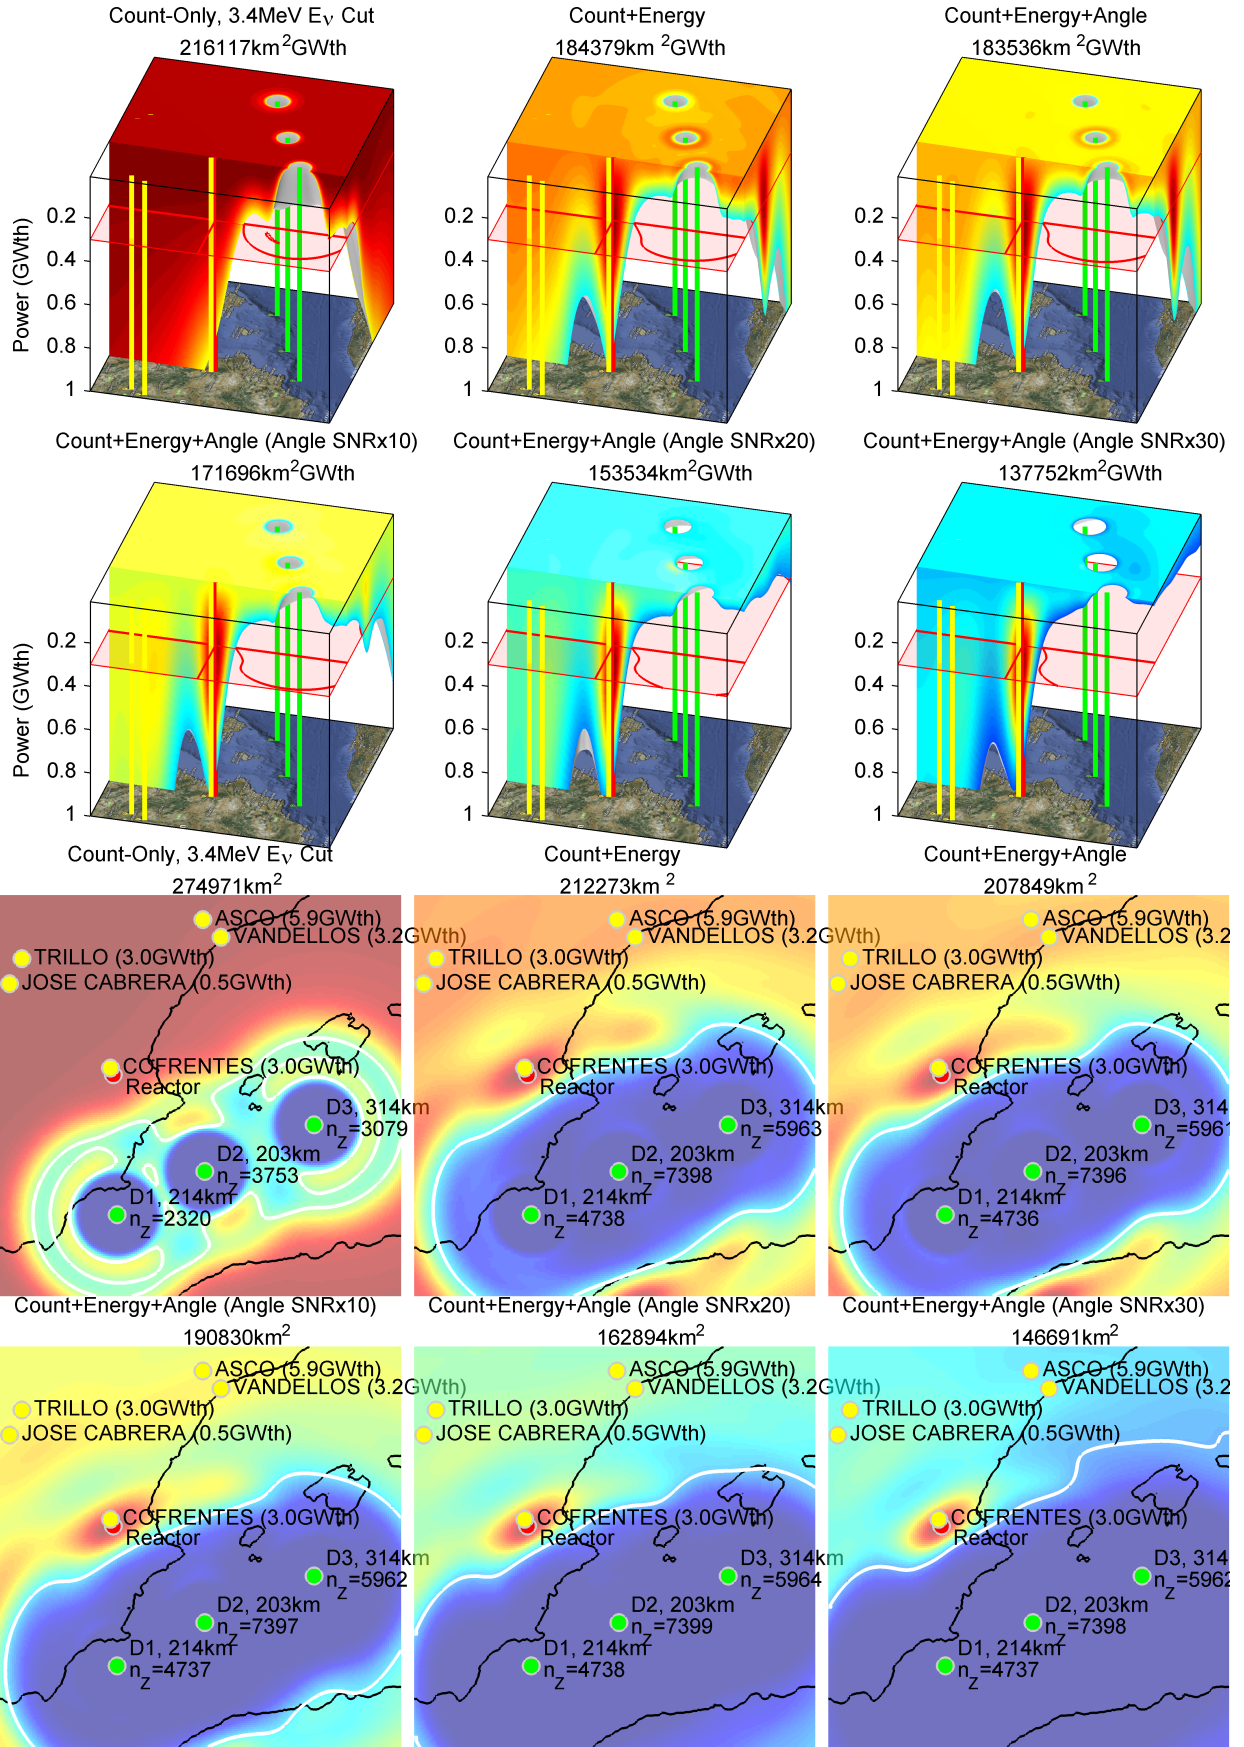 Count-Only, 3.4MeV Eν Cut
216117km2GWth
Count+Energy
184379km 2GWth
Count+Energy+Angle
183536km 2GWth
Power (GWth)
0.2
0.4
0.6
0.8
1
0.2
0.4
0.6
0.8
1
0.2
0.4
0.6
0.8
1
Count+Energy+Angle (Angle SNRx10)
171696km2GWth
Count+Energy+Angle (Angle SNRx20)
153534km2GWth
Count+Energy+Angle (Angle SNRx30)
137752km2GWth
Power (GWth)
0.2
0.4
0.6
0.8
1
0.2
0.4
0.6
0.8
1
0.2
0.4
0.6
0.8
1
Count-Only, 3.4MeV Eν Cut
274971km2
ASCO (5.9GWth)
VANDELLOS (3.2GWth)
TRILLO (3.0GWth)
JOSE CABRERA (0.5GWth)
COFRENTES (3.0GWth)
Reactor
D3, 314km
nz=3079
D2, 203km
nz=3753
D1, 214km
nz=2320
Count+Energy
212273km 2
ASCO (5.9GWth)
VANDELLOS (3.2GWth)
TRILLO (3.0GWth)
JOSE CABRERA (0.5GWth)
COFRENTES (3.0GWth)
Reactor
D3, 314km
nz=5963
D2, 203km
nz=7398
D1, 214km
nz=4738
Count+Energy+Angle
207849km 2
ASCO (5.9GWth)
VANDELLOS (3.2
TRILLO (3.0GWth)
JOSE CABRERA (0.5GWth)
COFRENTES (3.0GWth)
Reactor
D3, 314
nz=5961
D2, 203km
nz=7396
D1, 214km
nz=4736
Count+Energy+Angle (Angle SNRx10)
190830km2
ASCO (5.9GWth)
VANDELLOS (3.2GWth)
TRILLO (3.0GWth)
JOSE CABRERA (0.5GWth)
COFRENTES (3.0GWth)
Reactor
D3, 314km
nz=5962
D2, 203km
nz=7397
D1, 214km
nz=4737
Count+Energy+Angle (Angle SNRx20)
162894km2
ASCO (5.9GWth)
VANDELLOS (3.2GWth)
TRILLO (3.0GWth)
JOSE CABRERA (0.5GWth)
COFRENTES (3.0GWth)
Reactor
D3, 314km
nz=5964
D2, 203km
nz=7399
D1, 214km
nz=4738
Count+Energy+Angle (Angle SNRx30)
146691km2
ASCO (5.9GWth)
VANDELLOS (3.2
TRILLO (3.0GWth)
JOSE CABRERA (0.5GWth)
COFRENTES (3.0GWth)
Reactor
D3, 314
nz=5962
D2, 203km
nz=7398
D1, 214km
nz=4737